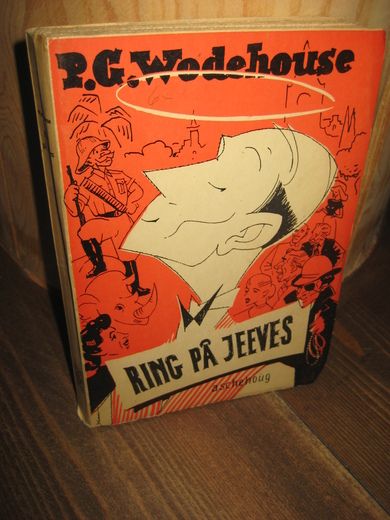 P.G. Wodehouse
RING PÅ JEEVES
aschehoug